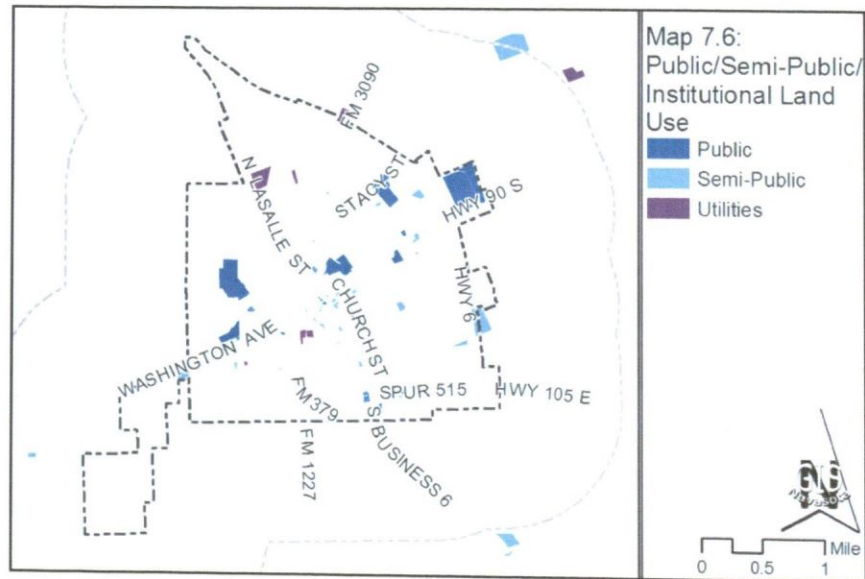 Map 7.6:
Public/Semi-Public/
Institutional Land
Use
Public
Semi-Public
Utilities
FM 3090
N LASALLE ST
STACY ST
HWY 90 S
HWY 6
CHURCH ST
WASHINGTON AVE
SPUR 515
HWY 105 E
FM 379
S BUSINESS 6
FM 1227
N
Mile
0 0.5 1